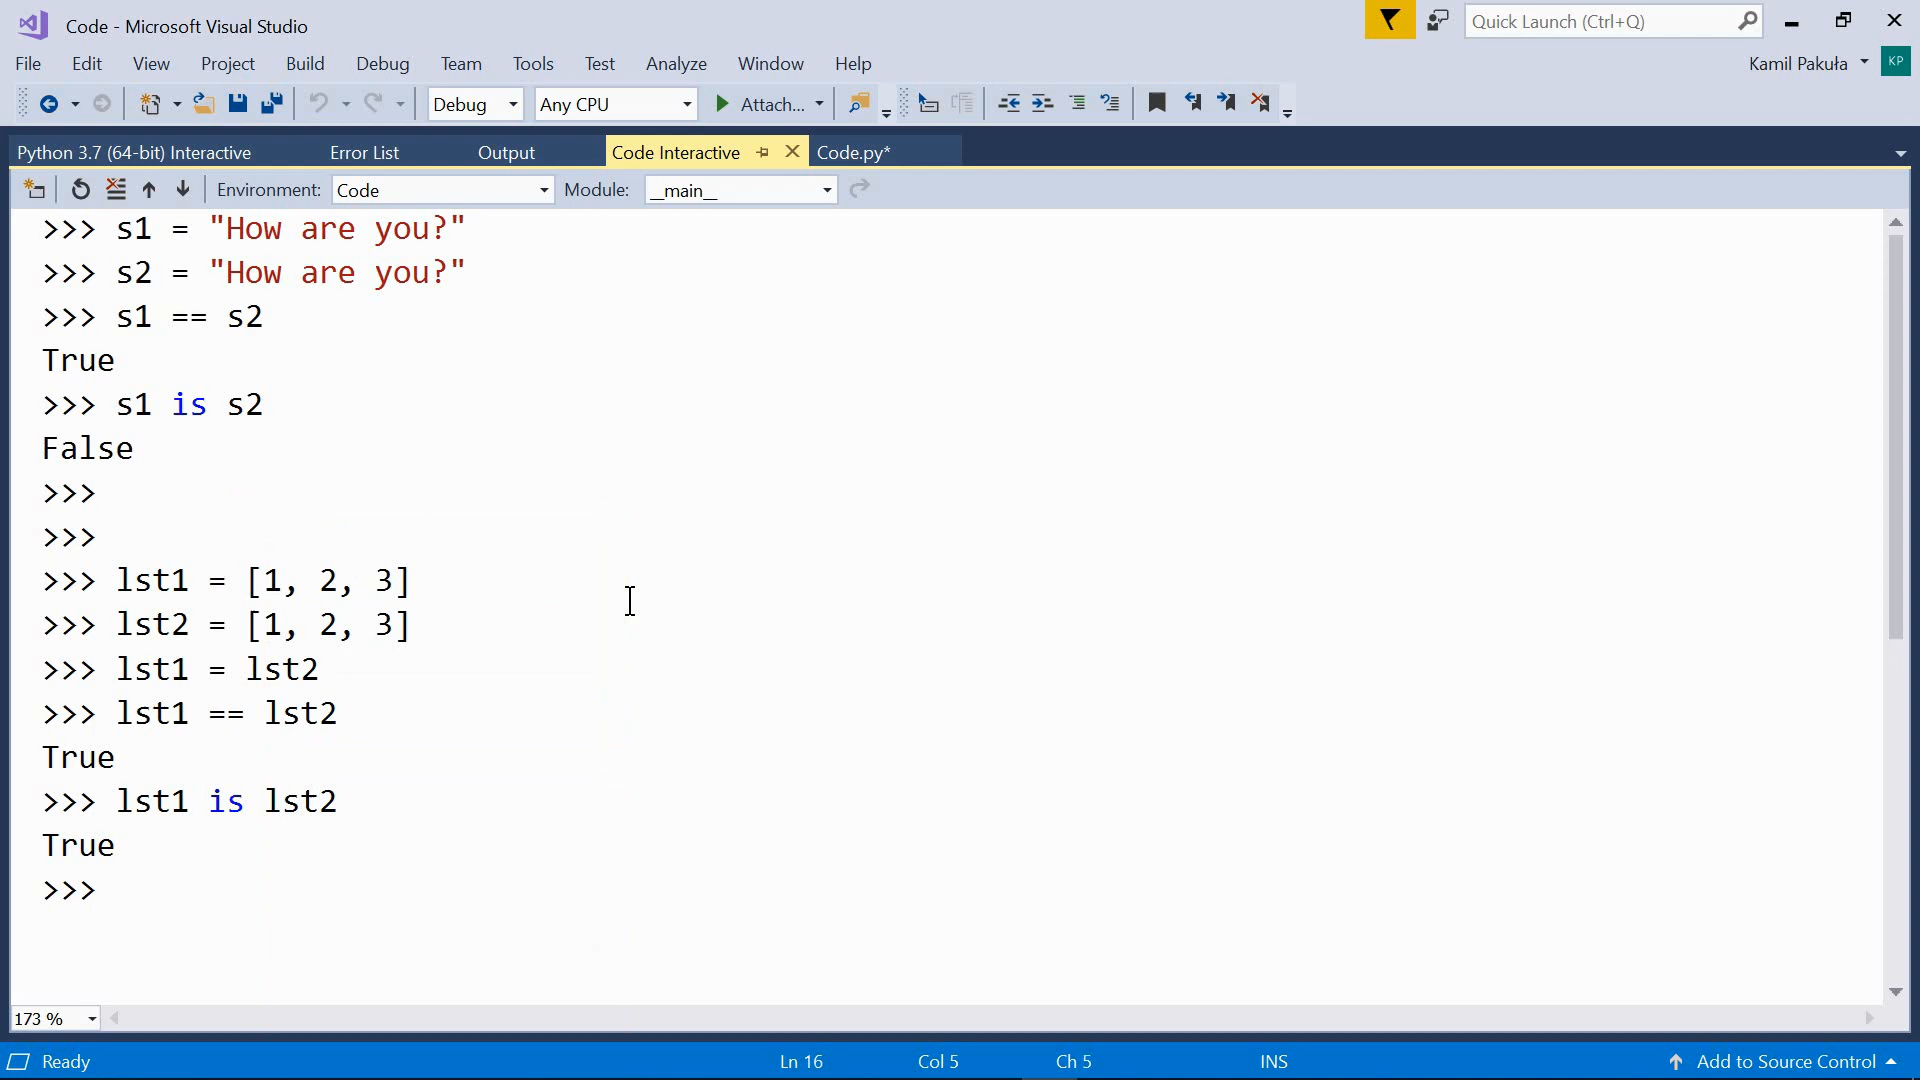 Code - Microsoft Visual Studio
Quick Launch (Ctrl+Q)
File Edit View Project Build Debug Team Tools Test Analyze Window Help
Kamil Pakuła KP
Debug Any CPU Attach...
Python 3.7 (64-bit) Interactive Error List Output Code Interactive Code.py*
Environment: Code Module: __main__
>>> s1 = "How are you?"
>>> s2 = "How are you?"
>>> s1 == s2
True
>>> s1 is s2
False
>>>
>>>
>>> lst1 = [1, 2, 3]
>>> lst2 = [1, 2, 3]
>>> lst1 = lst2
>>> lst1 == lst2
True
>>> lst1 is lst2
True
>>>
173 %
Ready Ln 16 Col 5 Ch 5 INS Add to Source Control